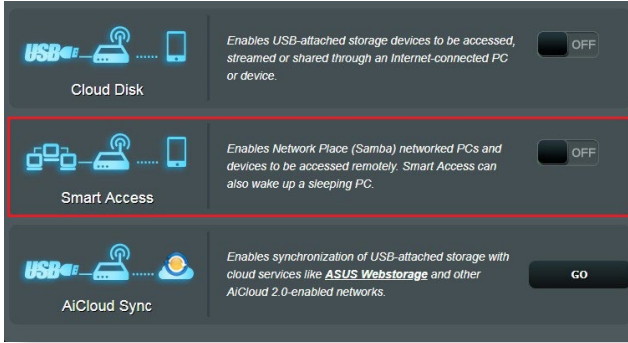 Enables USB-attached storage devices to be accessed,
streamed or shared through an Internet-connected PC
or device.
OFF
USB
Cloud Disk
Enables Network Place (Samba) networked PCs and
devices to be accessed remotely. Smart Access can
also wake up a sleeping PC.
OFF
Smart Access
Enables synchronization of USB-attached storage with
cloud services like ASUS Webstorage and other
AiCloud 2.0-enabled networks.
GO
USB
AiCloud Sync